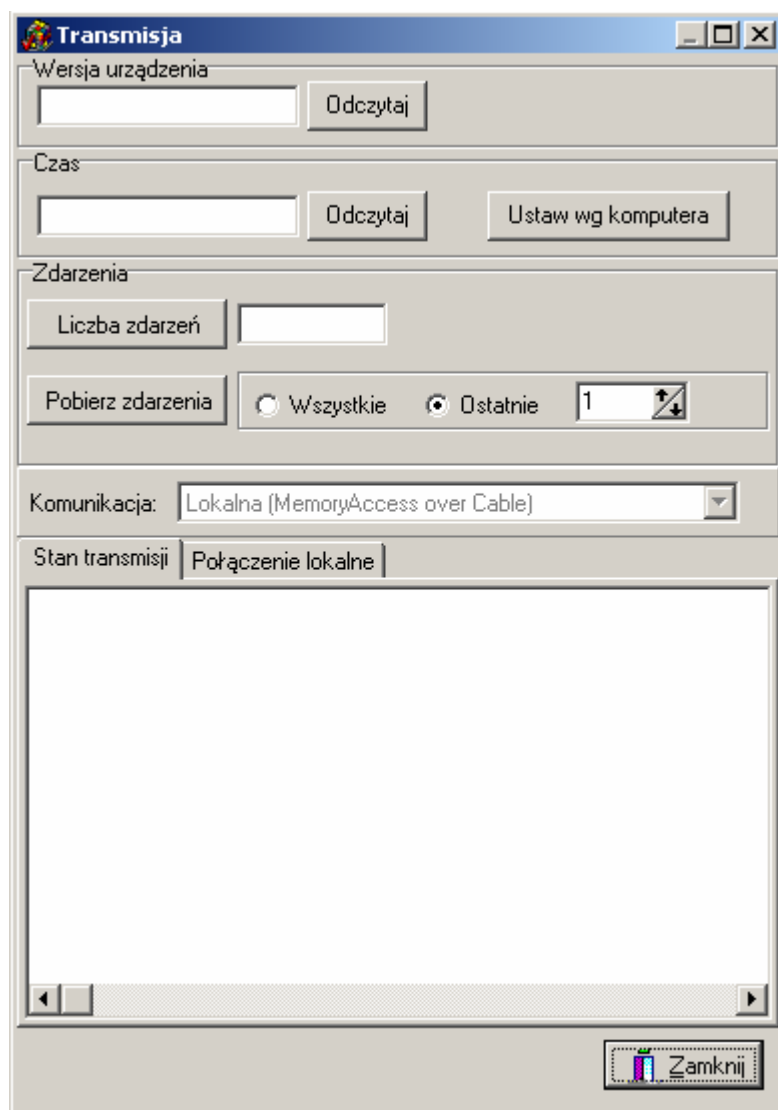 Transmisja
Wersja urządzenia
Odczytaj
Czas
Odczytaj Ustaw wg komputera
Zdarzenia
Liczba zdarzeń
Pobierz zdarzenia Wszystkie Ostatnie 1
Komunikacja: Lokalna (MemoryAccess over Cable)
Stan transmisji Połączenie lokalne
Zamknij